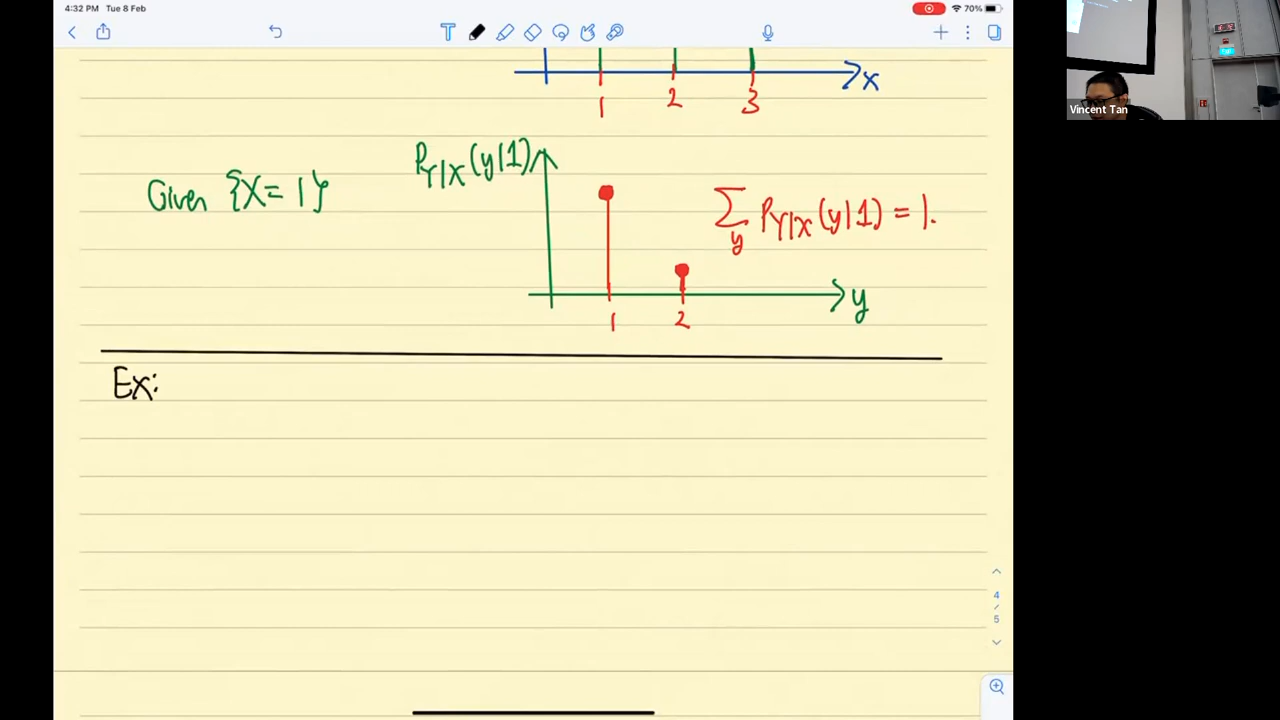 4:32 PM Tue 8 Feb
70%
Vincent Tan
x
1 2 3
Given {X=1}
P_{Y|X}(y|1)
∑_y P_{Y|X}(y|1) = 1.
y
1 2
Ex:
4
/
5